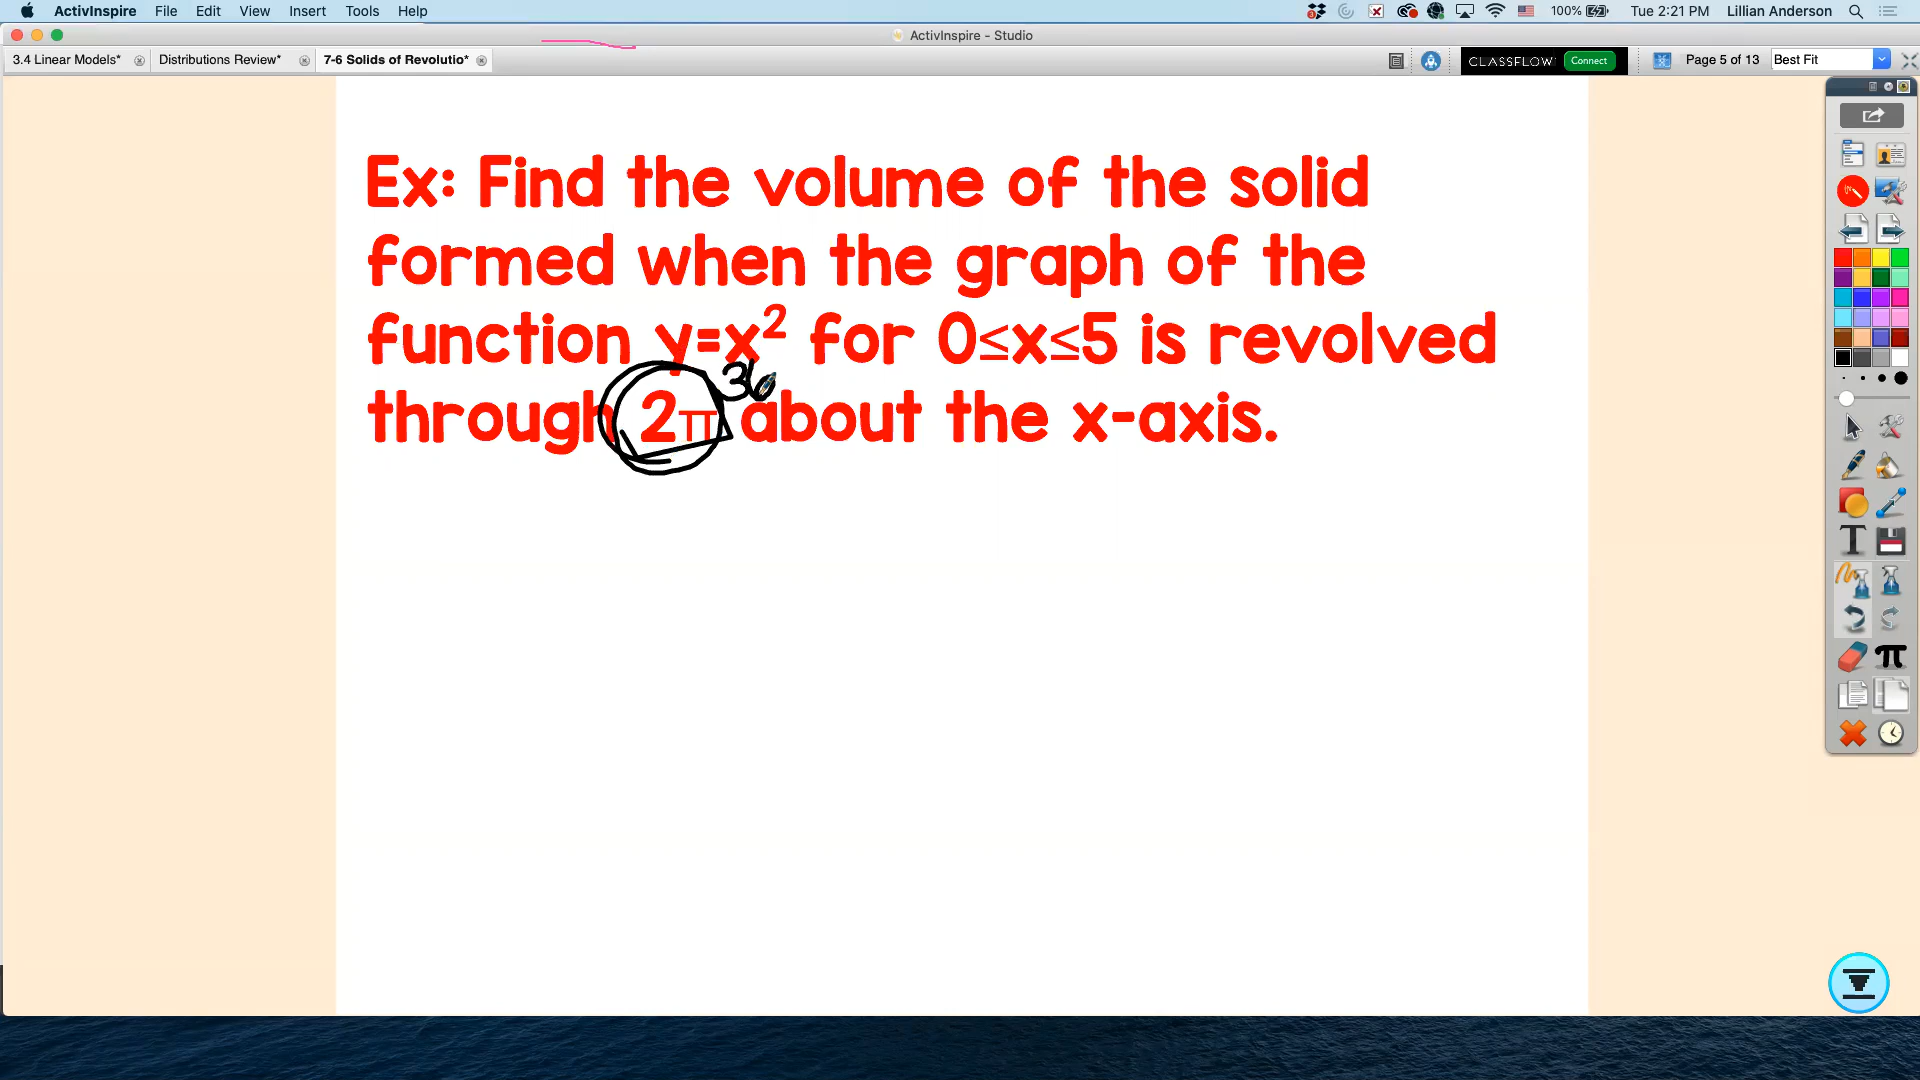 ActivInspire File Edit View Insert Tools Help 100% Tue 2:21 PM Lillian Anderson
ActivInspire - Studio
3.4 Linear Models* Distributions Review* 7-6 Solids of Revolutio* CLASSFLOW Connect Page 5 of 13 Best Fit
Ex: Find the volume of the solid
formed when the graph of the
function y=x² for 0≤x≤5 is revolved
36
through 2π about the x-axis.
T
π